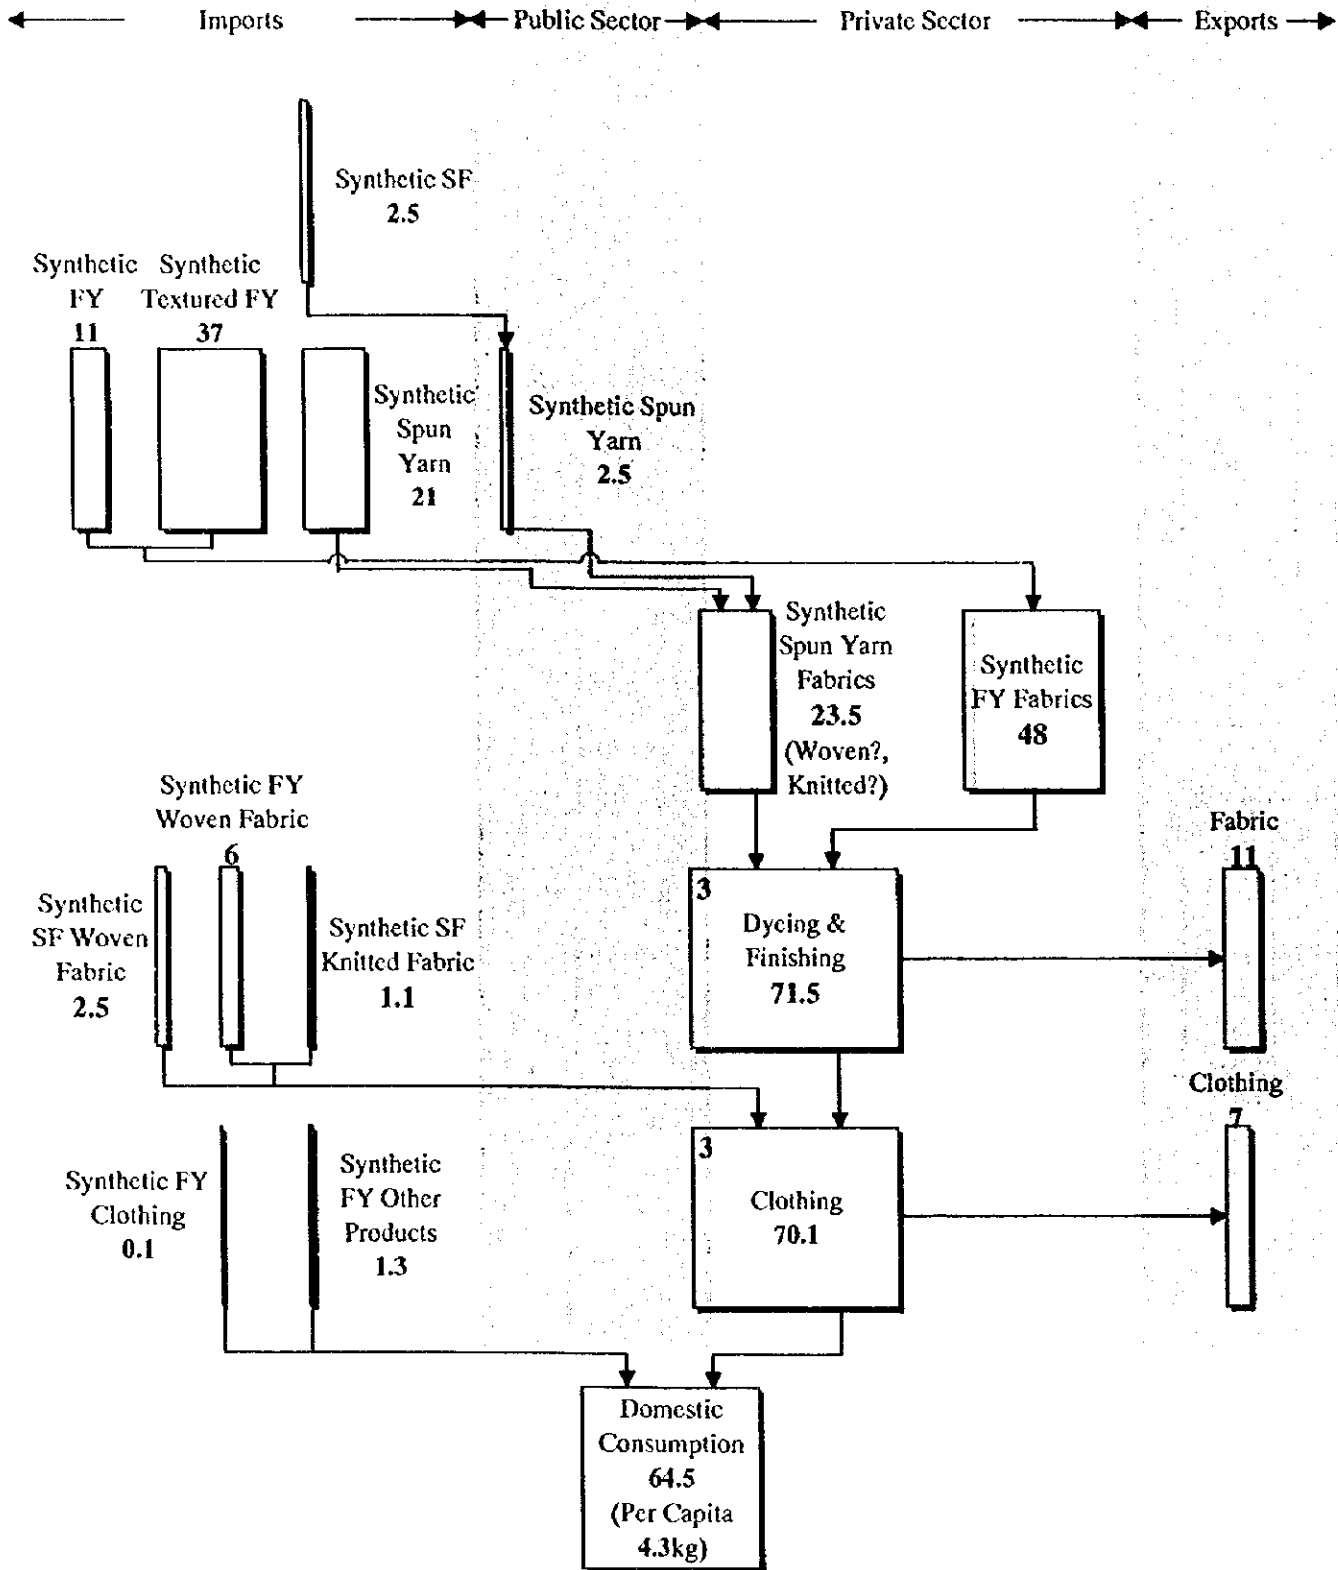 Imports
Public Sector
Private Sector
Exports
Synthetic SF
2.5
Synthetic
FY
11
Synthetic
Textured FY
37
Synthetic
Spun
Yarn
21
Synthetic Spun
Yarn
2.5
Synthetic
Spun Yarn
Fabrics
23.5
(Woven?,
Knitted?)
Synthetic
FY Fabrics
48
Synthetic FY
Woven Fabric
6
Synthetic
SF Woven
Fabric
2.5
Synthetic SF
Knitted Fabric
1.1
3
Dyeing &
Finishing
71.5
Fabric
11
Clothing
7
Synthetic FY
Clothing
0.1
Synthetic
FY Other
Products
1.3
3
Clothing
70.1
Domestic
Consumption
64.5
(Per Capita
4.3kg)